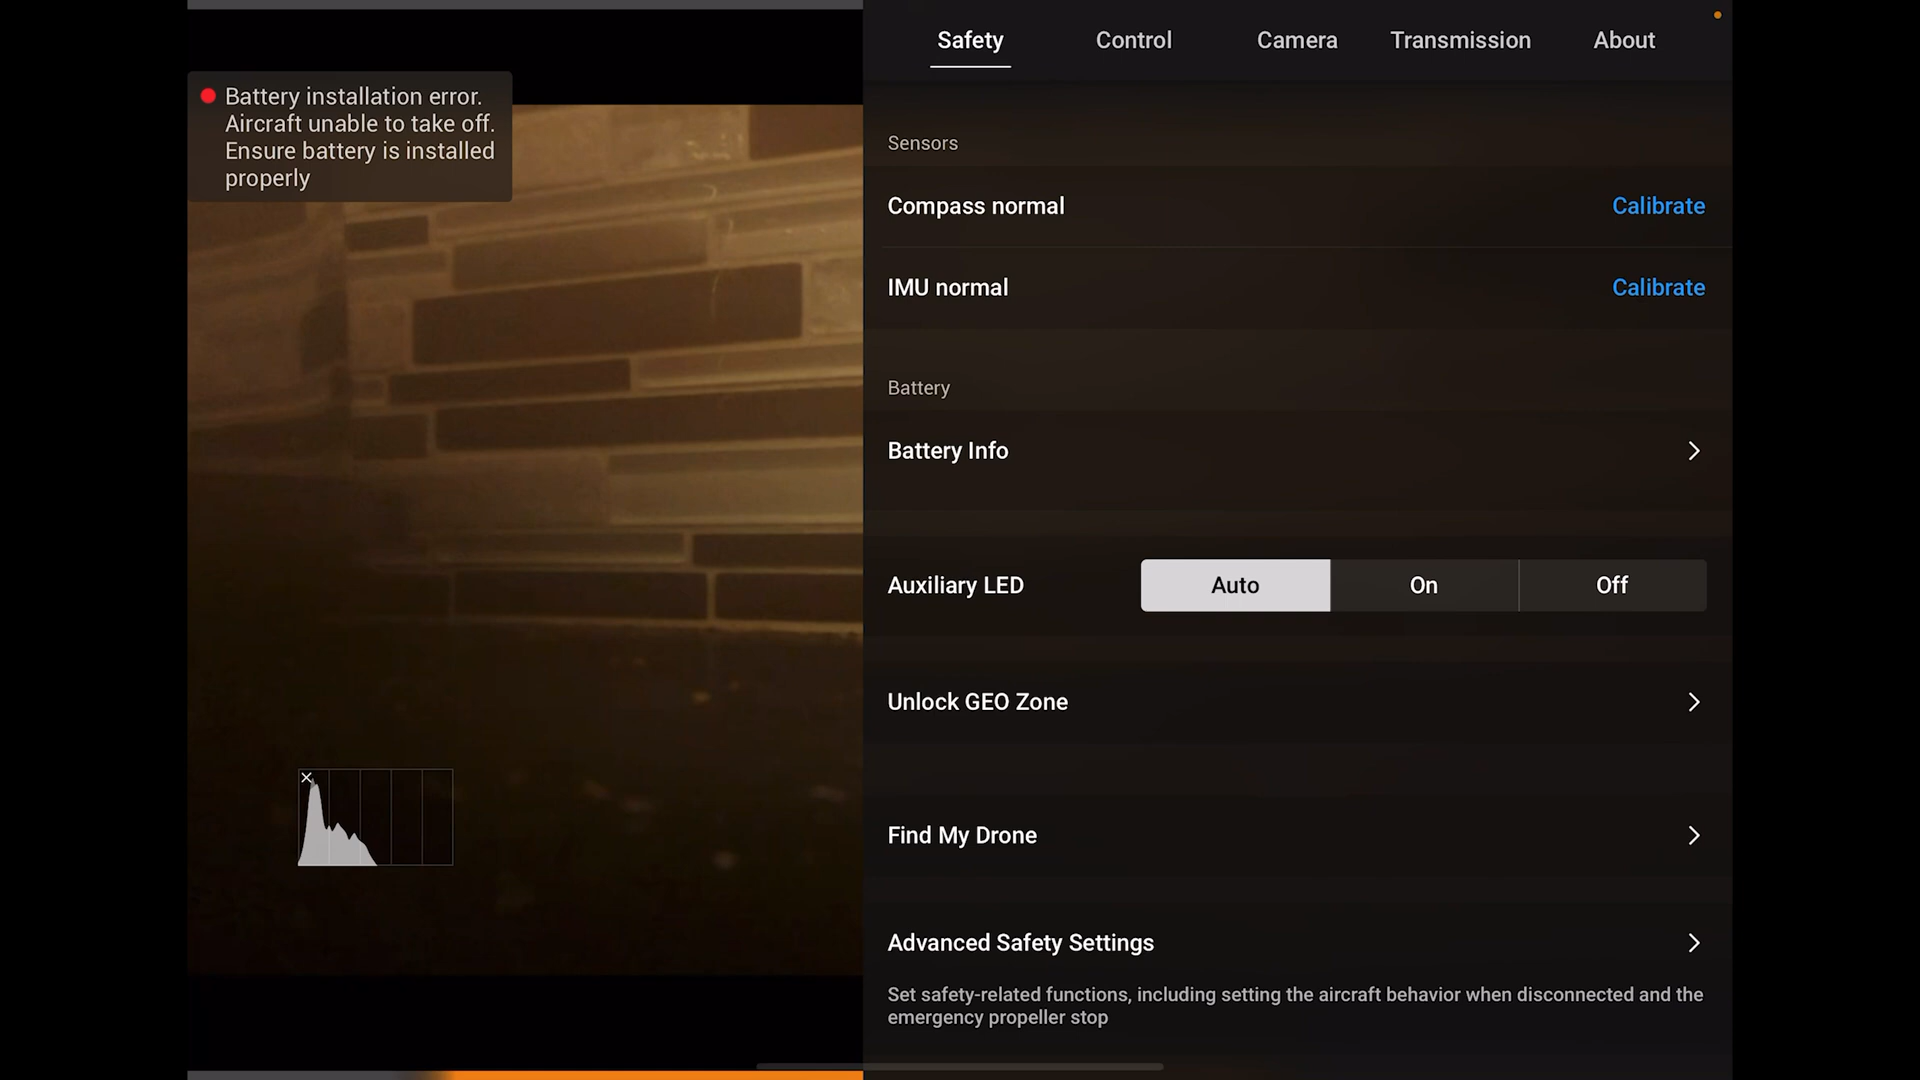 Safety
Control
Camera
Transmission
About
Battery installation error.
Aircraft unable to take off.
Ensure battery is installed
properly
Sensors
Compass normal
Calibrate
IMU normal
Calibrate
Battery
Battery Info
Auxiliary LED
Auto
On
Off
Unlock GEO Zone
Find My Drone
Advanced Safety Settings
Set safety-related functions, including setting the aircraft behavior when disconnected and the
emergency propeller stop